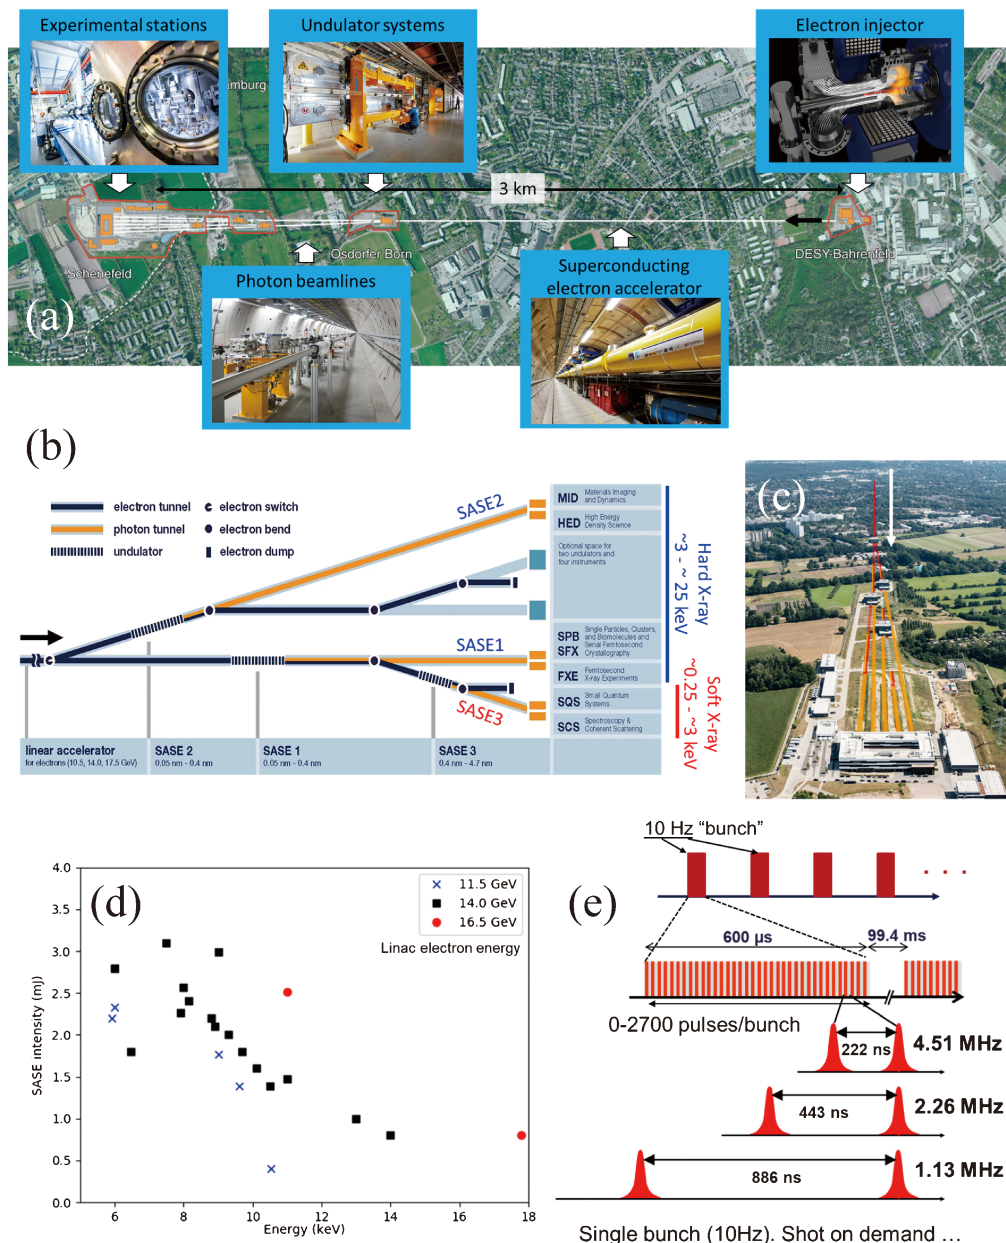 Experimental stations
Undulator systems
Electron injector
amburg
3 km
Osdorfer Born
DESY-Bahrenfeld
Schenefeld
Photon beamlines
Superconducting
electron accelerator
(a)
(b)
electron tunnel
electron switch
photon tunnel
electron bend
undulator
electron dump
SASE2
MID
Materials Imaging
and Dynamics
HED
High Energy
Density Science
Optional space for
two undulators and
four instruments
SASE1
SPB
SFX
Single Particles, Clusters,
and Biomolecules and
Serial Femtosecond
Crystallography
FXE
Femtosecond
X-ray Experiments
SASE3
SQS
Small Quantum
Systems
SCS
Spectroscopy &
Coherent Scattering
Hard X-ray
~3 - ~ 25 keV
Soft X-ray
~0.25 - ~3 keV
linear accelerator
for electrons (10.5, 14.0, 17.5 GeV)
SASE 2
0.05 nm - 0.4 nm
SASE 1
0.05 nm - 0.4 nm
SASE 3
0.4 nm - 4.7 nm
(c)
(d)
4.0
3.5
3.0
2.5
2.0
1.5
1.0
0.5
0.0
SASE intensity (mJ)
11.5 GeV
14.0 GeV
16.5 GeV
Linac electron energy
6
8
10
12
14
16
18
Energy (keV)
(e)
10 Hz “bunch”
600 µs
99.4 ms
0-2700 pulses/bunch
222 ns
4.51 MHz
443 ns
2.26 MHz
886 ns
1.13 MHz
Single bunch (10Hz). Shot on demand ...